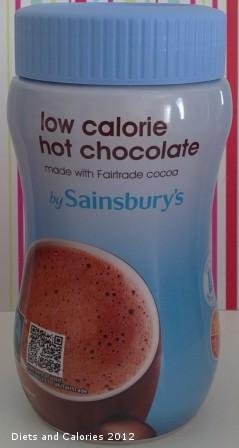 low calorie
hot chocolate
made with Fairtrade cocoa
by Sainsbury's
Diets and Calories 2012